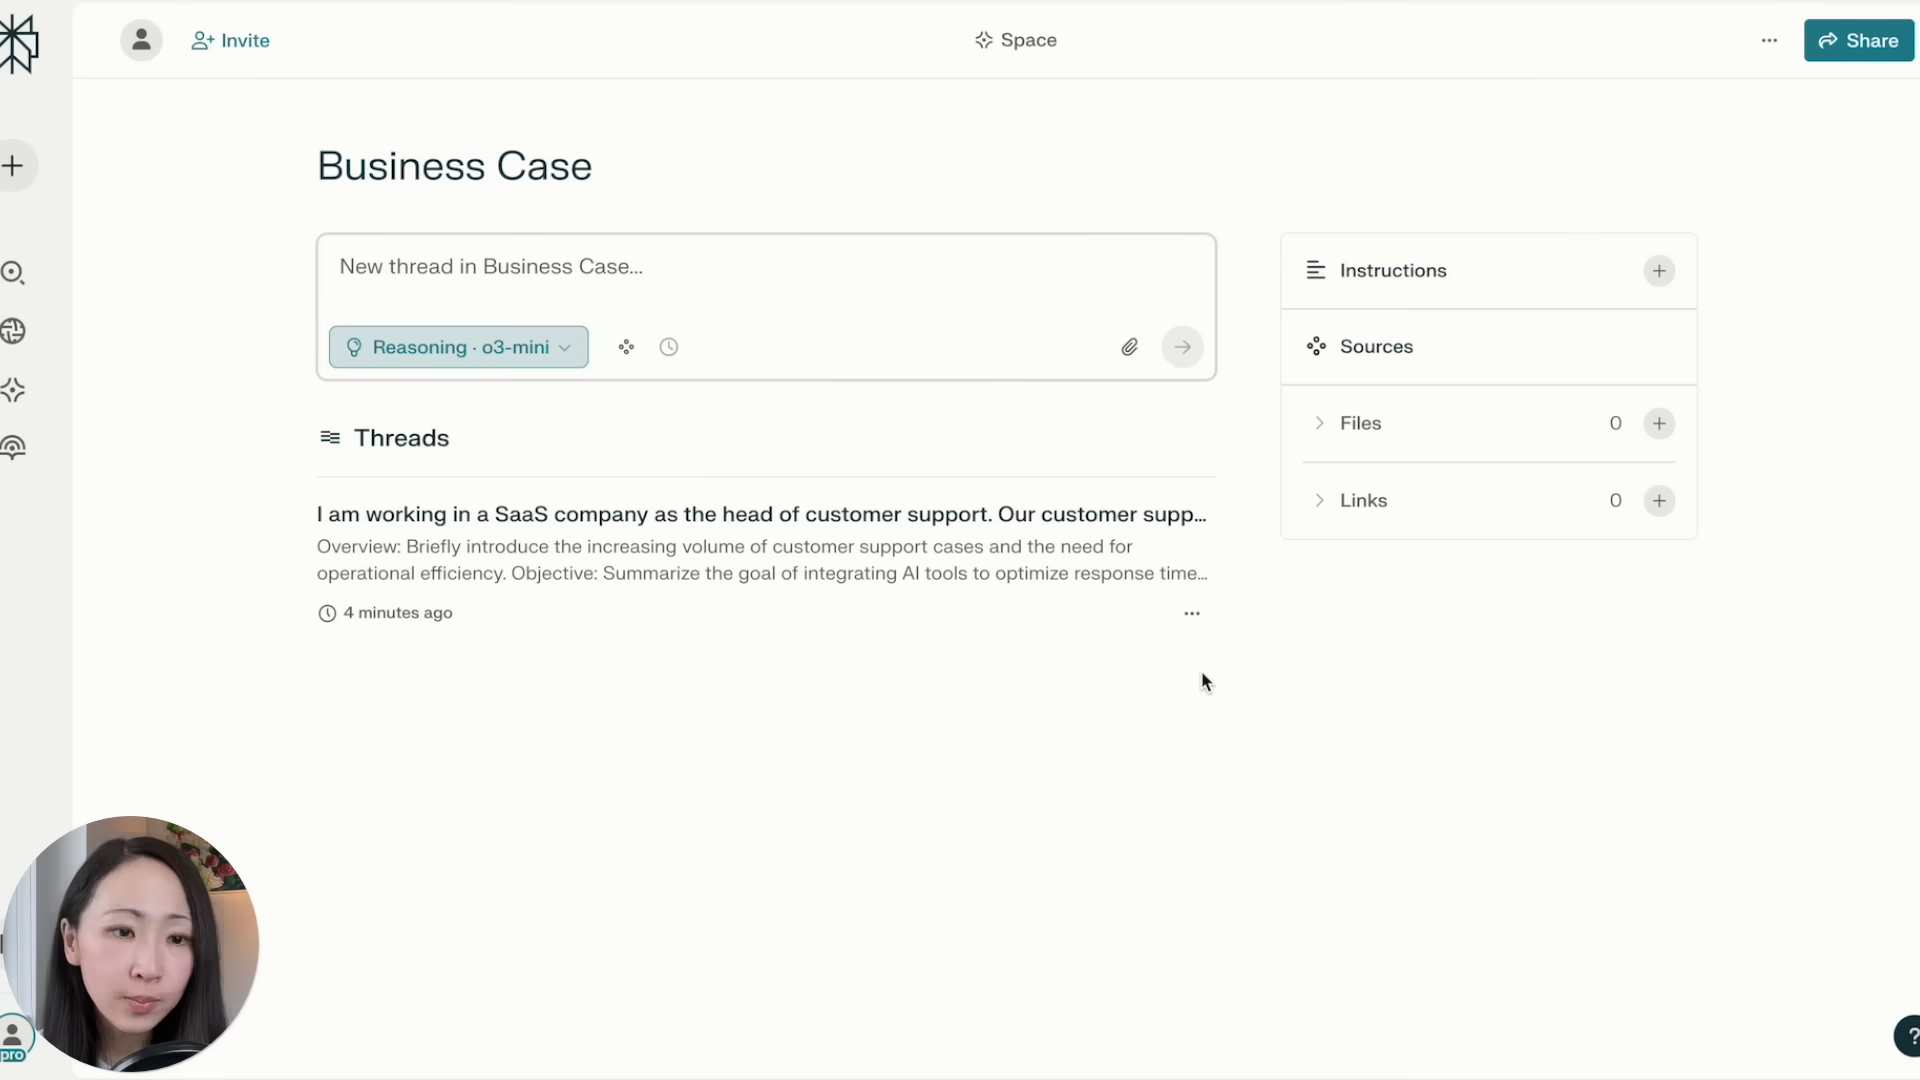 Invite
Space
Share
Business Case
New thread in Business Case...
Reasoning · o3-mini
Instructions
Sources
Files 0
Links 0
Threads
I am working in a SaaS company as the head of customer support. Our customer supp...
Overview: Briefly introduce the increasing volume of customer support cases and the need for
operational efficiency. Objective: Summarize the goal of integrating AI tools to optimize response time...
4 minutes ago
pro
?